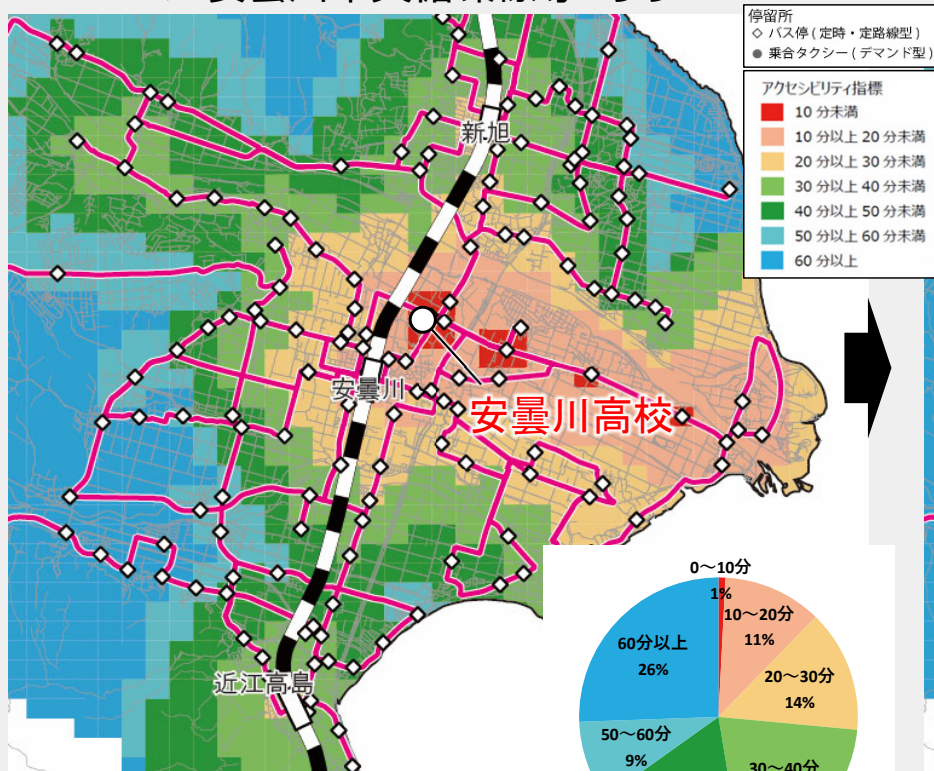 停留所
◇ バス停 ( 定時・定路線型 )
● 乗合タクシー ( デマンド型 )
アクセシビリティ指標
10 分未満
10 分以上 20 分未満
20 分以上 30 分未満
30 分以上 40 分未満
40 分以上 50 分未満
50 分以上 60 分未満
60 分以上
新旭
安曇川
安曇川高校
近江高島
0～10分
1%
10～20分
11%
20～30分
14%
30～40分
50～60分
9%
60分以上
26%